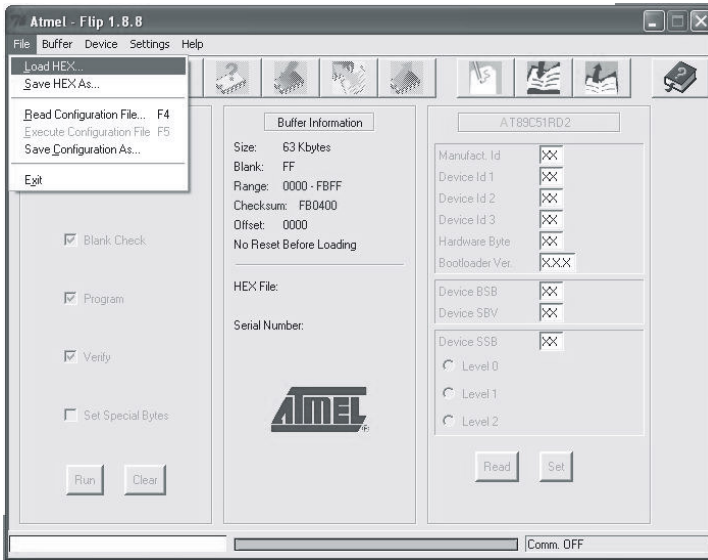 Atmel - Flip 1.8.8
File Buffer Device Settings Help
Load HEX...
Save HEX As...
Read Configuration File... F4
Execute Configuration File F5
Save Configuration As...
Exit
Blank Check
Program
Verify
Set Special Bytes
Run Clear
Buffer Information
Size: 63 Kbytes
Blank: FF
Range: 0000 - FBFF
Checksum: FB0400
Offset: 0000
No Reset Before Loading
HEX File:
Serial Number:
ATMEL ®
AT89C51RD2
Manufact. Id XX
Device Id 1 XX
Device Id 2 XX
Device Id 3 XX
Hardware Byte XX
Bootloader Ver. XXX
Device BSB XX
Device SBV XX
Device SSB XX
Level 0
Level 1
Level 2
Read Set
Comm. OFF